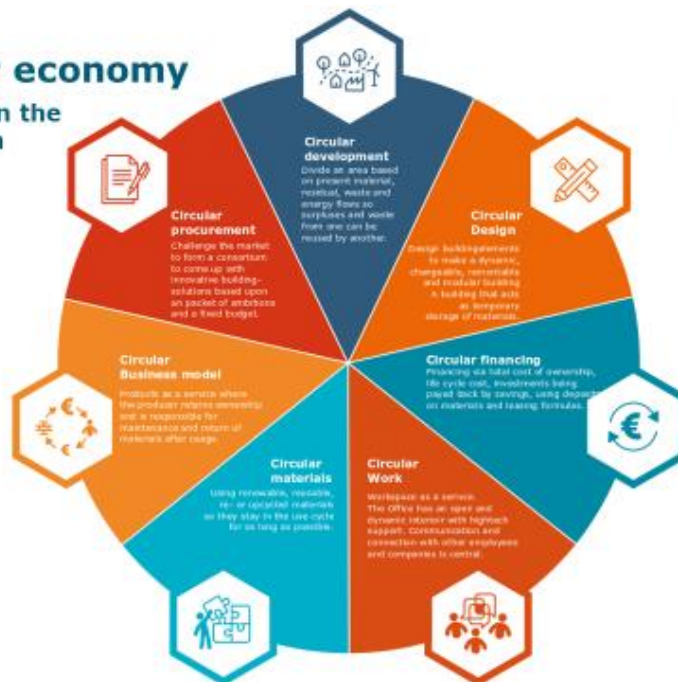 economy
n the
Circular
development
Divide an area based
on present material,
residual, waste and
energy flows so
surpluses and waste
from one can be
reused by another.
Circular
Design
Design buildingelements
to make a dynamic,
changeable, remontable
and modular building
A building that acts
as temporary
storage of materials.
Circular financing
Financing via total cost of ownership,
life cycle cost, investments being
payed back by savings, using deposit
on materials and leasing formulas.
Circular
Work
Workspace as a service.
The Office has an open and
dynamic interior with hightech
support. Communication and
connection with other employees
and companies is central.
Circular
materials
Using renewable, reusable,
re- or upcycled materials
so they stay in the use cycle
for as long as possible.
Circular
Business model
Products as a service where
the producer retains ownership
and is responsible for
maintenance and return of
materials after usage.
Circular
procurement
Challenge the market
to form a consortium
to come up with
innovative building-
solutions based upon
an packet of ambitions
and a fixed budget.